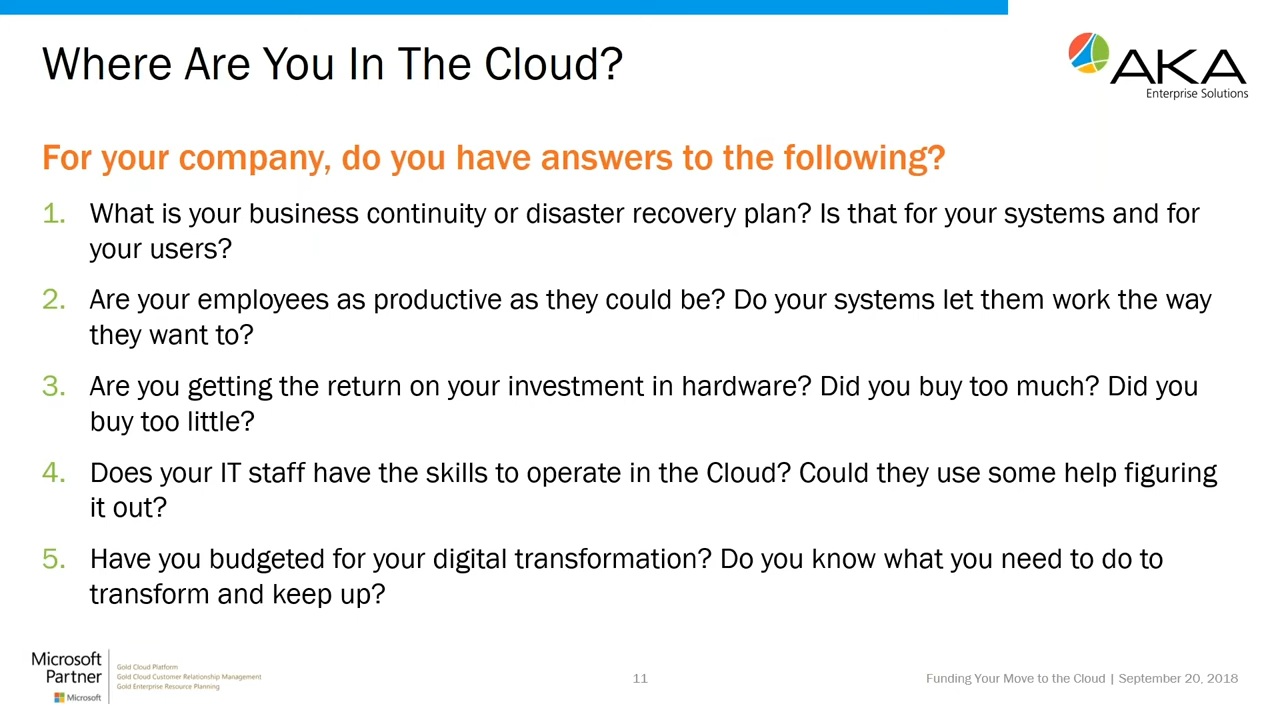 Where Are You In The Cloud?
AKA
Enterprise Solutions
For your company, do you have answers to the following?
1. What is your business continuity or disaster recovery plan? Is that for your systems and for
your users?
2. Are your employees as productive as they could be? Do your systems let them work the way
they want to?
3. Are you getting the return on your investment in hardware? Did you buy too much? Did you
buy too little?
4. Does your IT staff have the skills to operate in the Cloud? Could they use some help figuring
it out?
5. Have you budgeted for your digital transformation? Do you know what you need to do to
transform and keep up?
Microsoft
Partner
Microsoft
Gold Cloud Platform
Gold Cloud Customer Relationship Management
Gold Enterprise Resource Planning
11
Funding Your Move to the Cloud | September 20, 2018